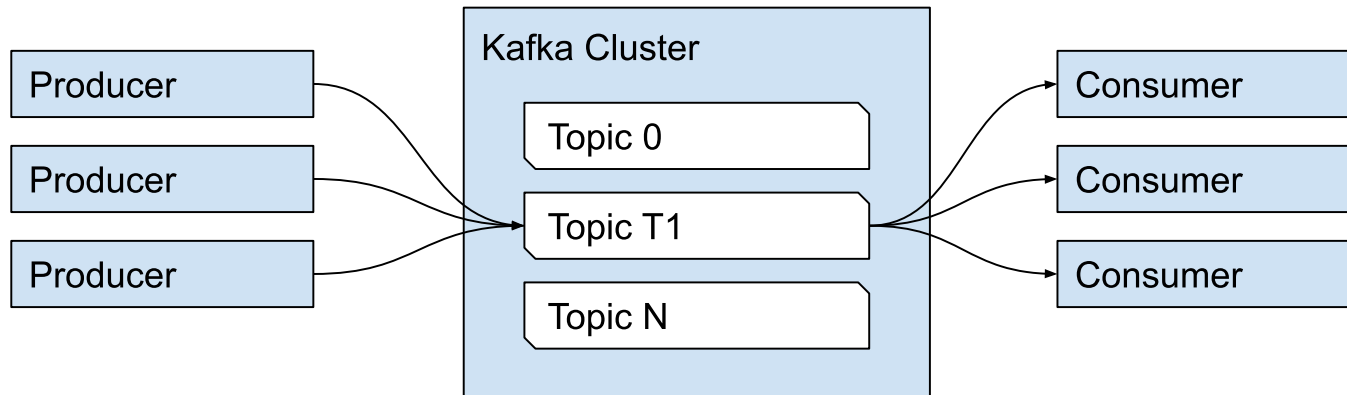 Kafka Cluster
Producer
Producer
Producer
Topic 0
Topic T1
Topic N
Consumer
Consumer
Consumer